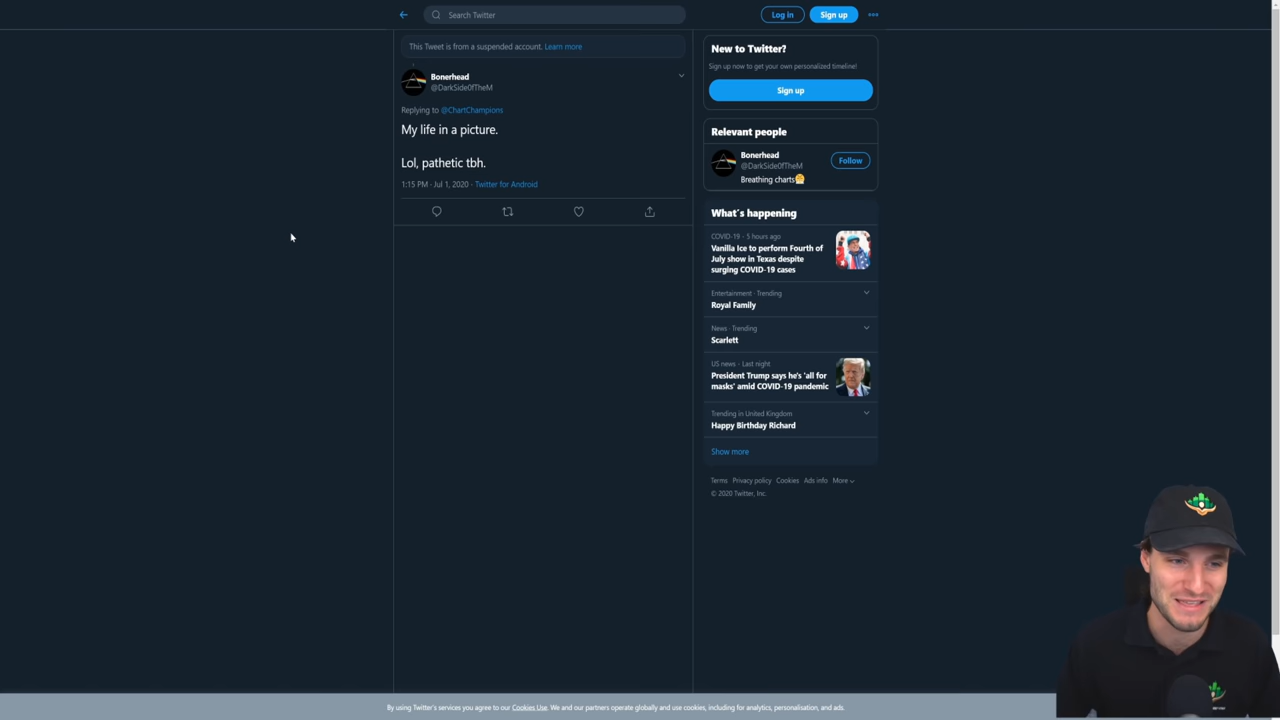 Search Twitter
Log in
Sign up
This Tweet is from a suspended account. Learn more
Bonerhead
@DarkSide0fTheM
Replying to @ChartChampions
My life in a picture.
Lol, pathetic tbh.
1:15 PM · Jul 1, 2020 · Twitter for Android
New to Twitter?
Sign up now to get your own personalized timeline!
Sign up
Relevant people
Bonerhead
@DarkSide0fTheM
Follow
Breathing charts
What's happening
COVID-19 · 5 hours ago
Vanilla Ice to perform Fourth of
July show in Texas despite
surging COVID-19 cases
Entertainment · Trending
Royal Family
News · Trending
Scarlett
US news · Last night
President Trump says he's 'all for
masks' amid COVID-19 pandemic
Trending in United Kingdom
Happy Birthday Richard
Show more
Terms Privacy policy Cookies Ads info More
© 2020 Twitter, Inc.
By using Twitter's services you agree to our Cookies Use. We and our partners operate globally and use cookies, including for analytics, personalisation, and ads.